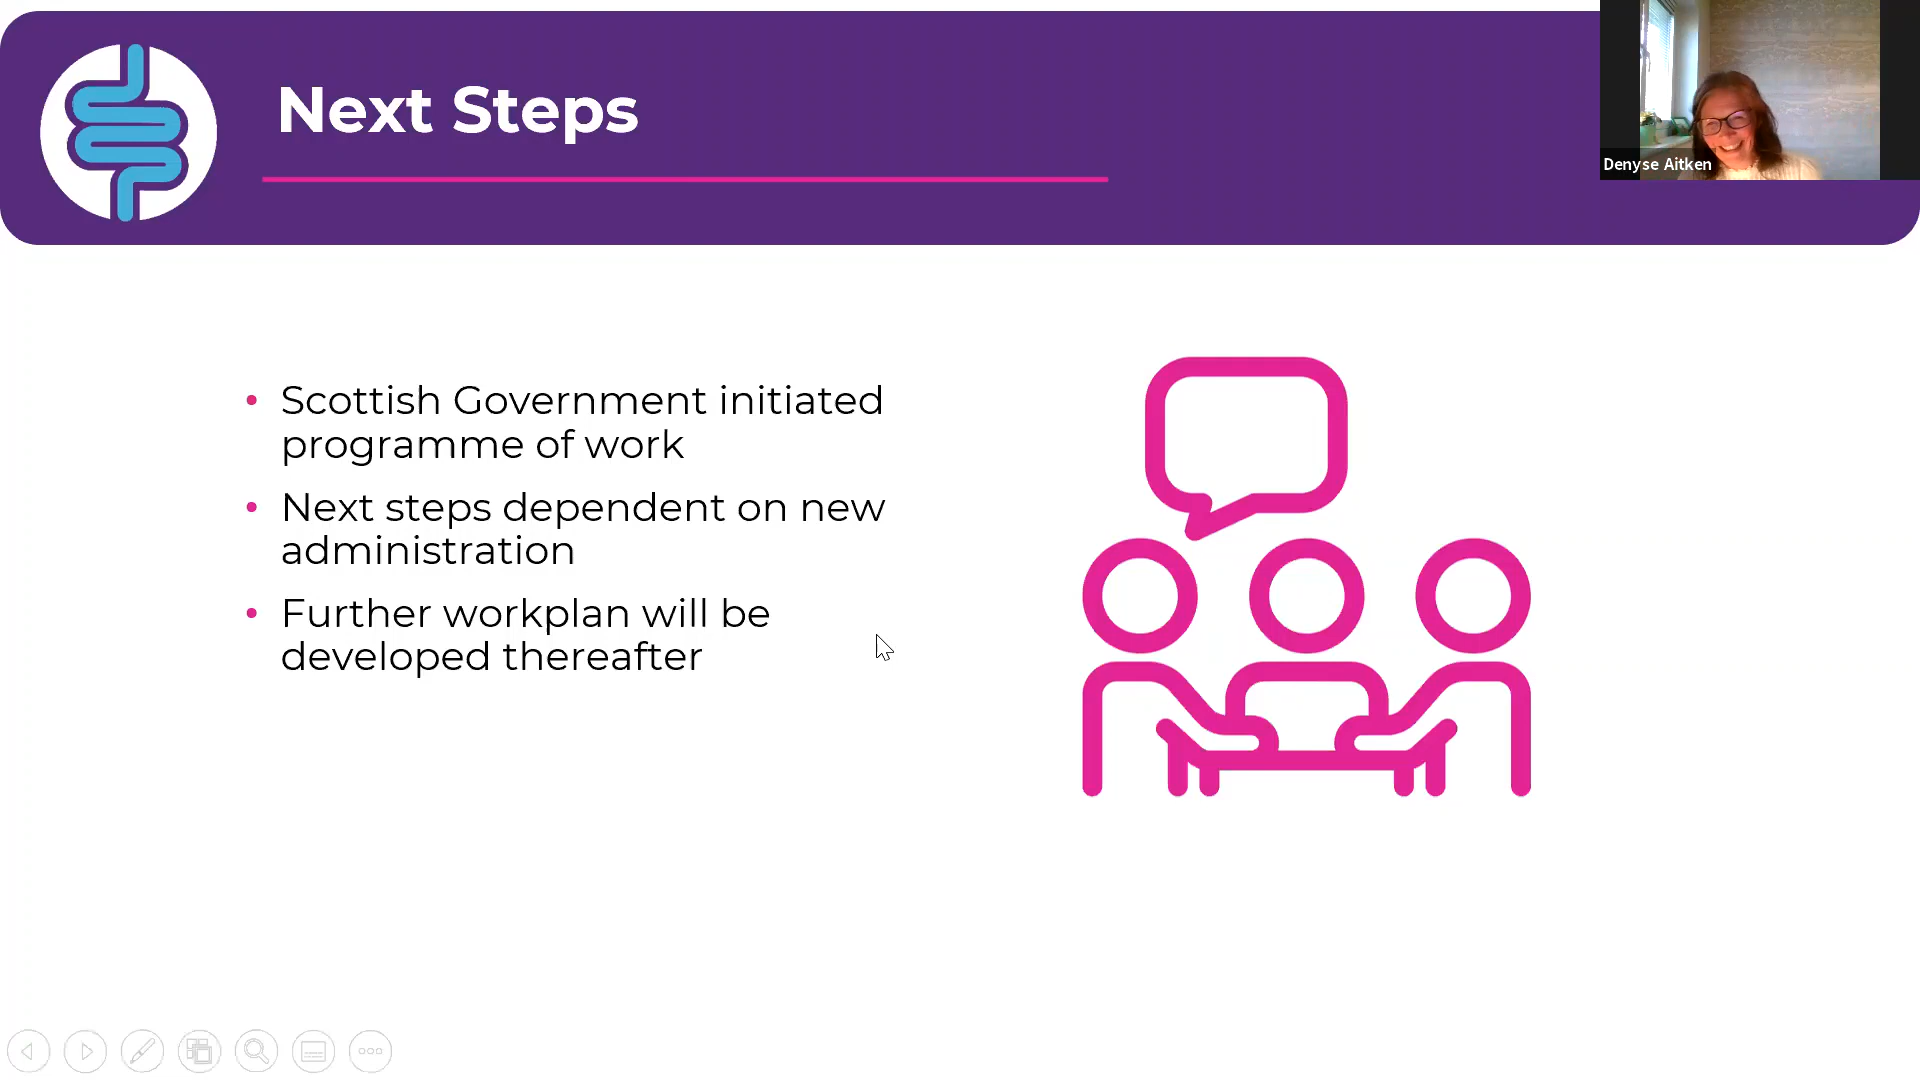 Next Steps
Denyse Aitken
• Scottish Government initiated
programme of work
• Next steps dependent on new
administration
• Further workplan will be
developed thereafter